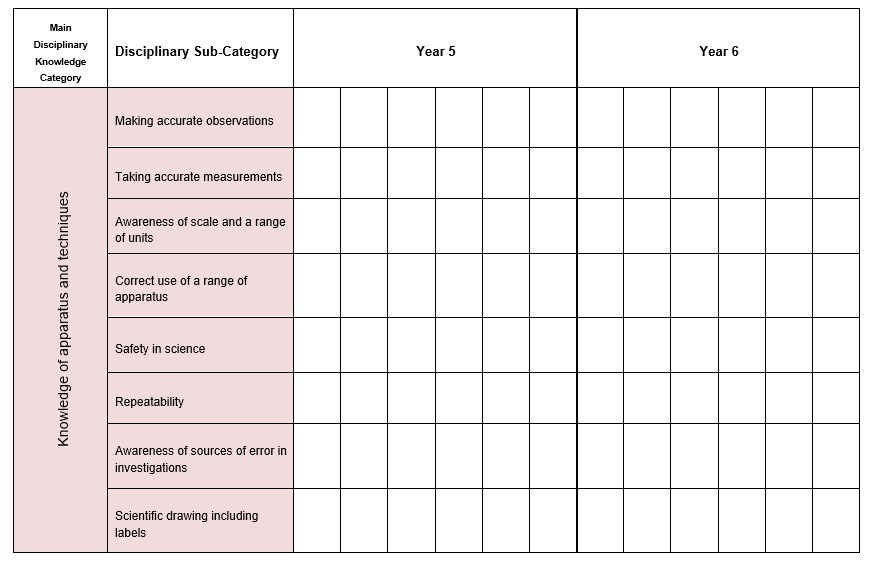 Main
Disciplinary
Knowledge
Category
Disciplinary Sub-Category
Year 5
Year 6
Knowledge of apparatus and techniques
Making accurate observations
Taking accurate measurements
Awareness of scale and a range
of units
Correct use of a range of
apparatus
Safety in science
Repeatability
Awareness of sources of error in
investigations
Scientific drawing including
labels